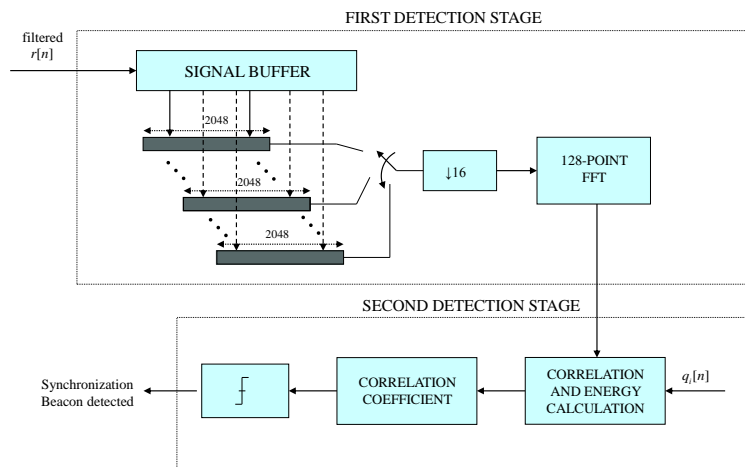 FIRST DETECTION STAGE
filtered
r[n]
SIGNAL BUFFER
2048
2048
2048
↓16
128-POINT
FFT
SECOND DETECTION STAGE
Synchronization
Beacon detected
CORRELATION
COEFFICIENT
CORRELATION
AND ENERGY
CALCULATION
qᵢ[n]